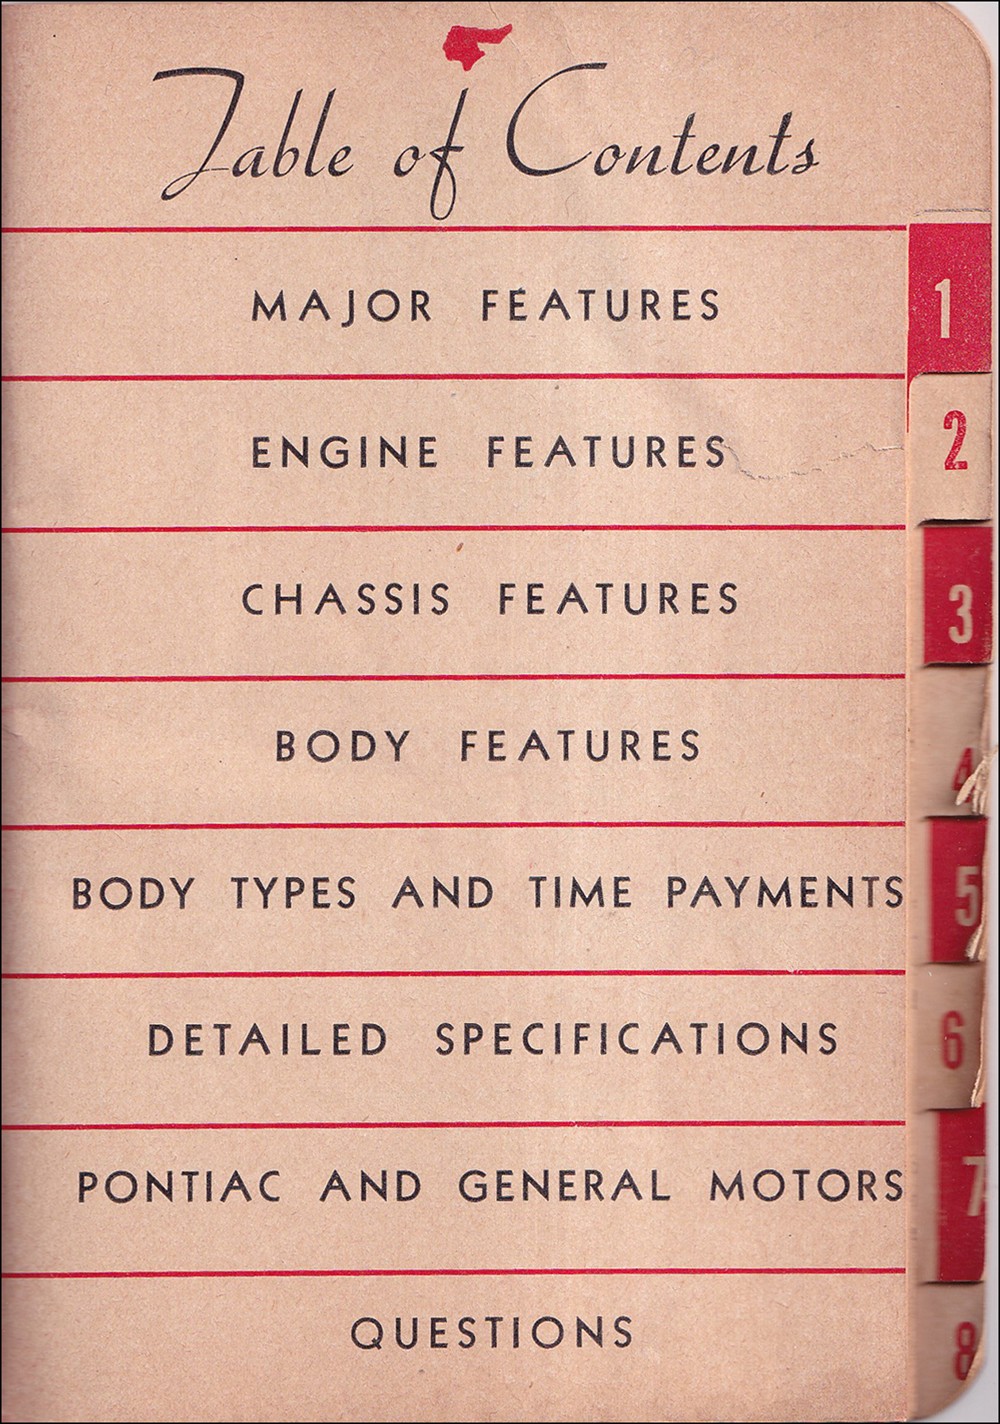 Table of Contents
MAJOR FEATURES 1
ENGINE FEATURES 2
CHASSIS FEATURES 3
BODY FEATURES 4
BODY TYPES AND TIME PAYMENTS 5
DETAILED SPECIFICATIONS 6
PONTIAC AND GENERAL MOTORS 7
QUESTIONS 8